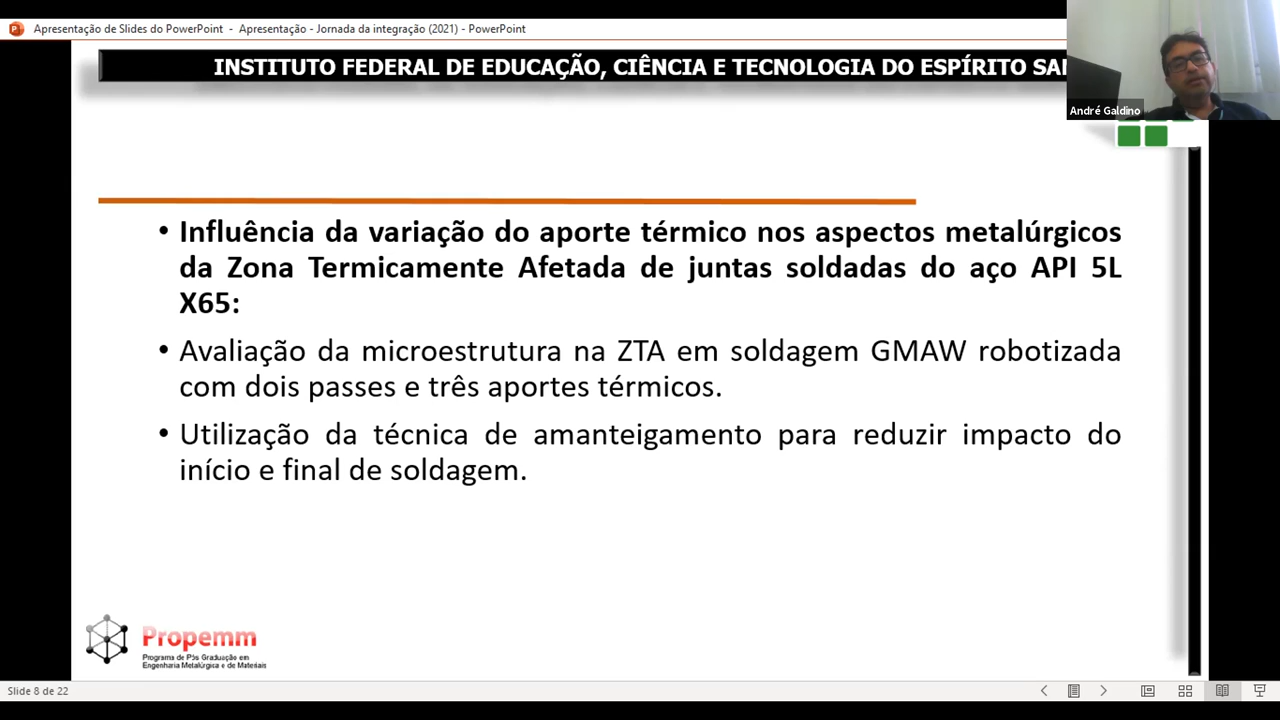 Apresentação de Slides do PowerPoint - Apresentação - Jornada da integração (2021) - PowerPoint
INSTITUTO FEDERAL DE EDUCAÇÃO, CIÊNCIA E TECNOLOGIA DO ESPÍRITO SAN
André Galdino
• Influência da variação do aporte térmico nos aspectos metalúrgicos
da Zona Termicamente Afetada de juntas soldadas do aço API 5L
X65:
• Avaliação da microestrutura na ZTA em soldagem GMAW robotizada
com dois passes e três aportes térmicos.
• Utilização da técnica de amanteigamento para reduzir impacto do
início e final de soldagem.
Propemm
Programa de Pós Graduação em
Engenharia Metalúrgica e de Materiais
Slide 8 de 22